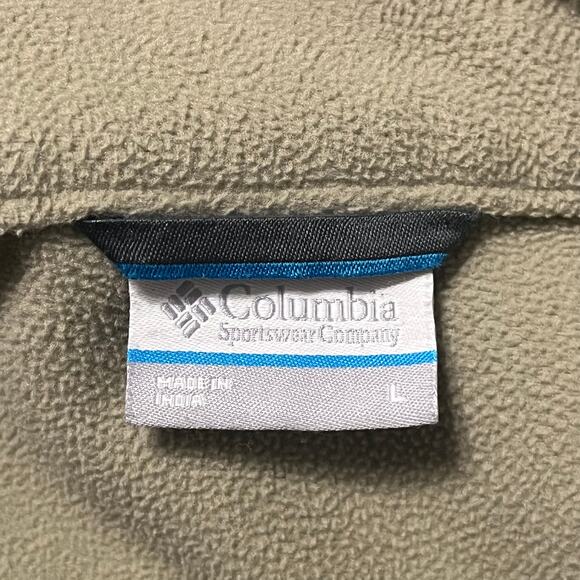 Columbia
Sportswear Company
MADE IN
INDIA
L